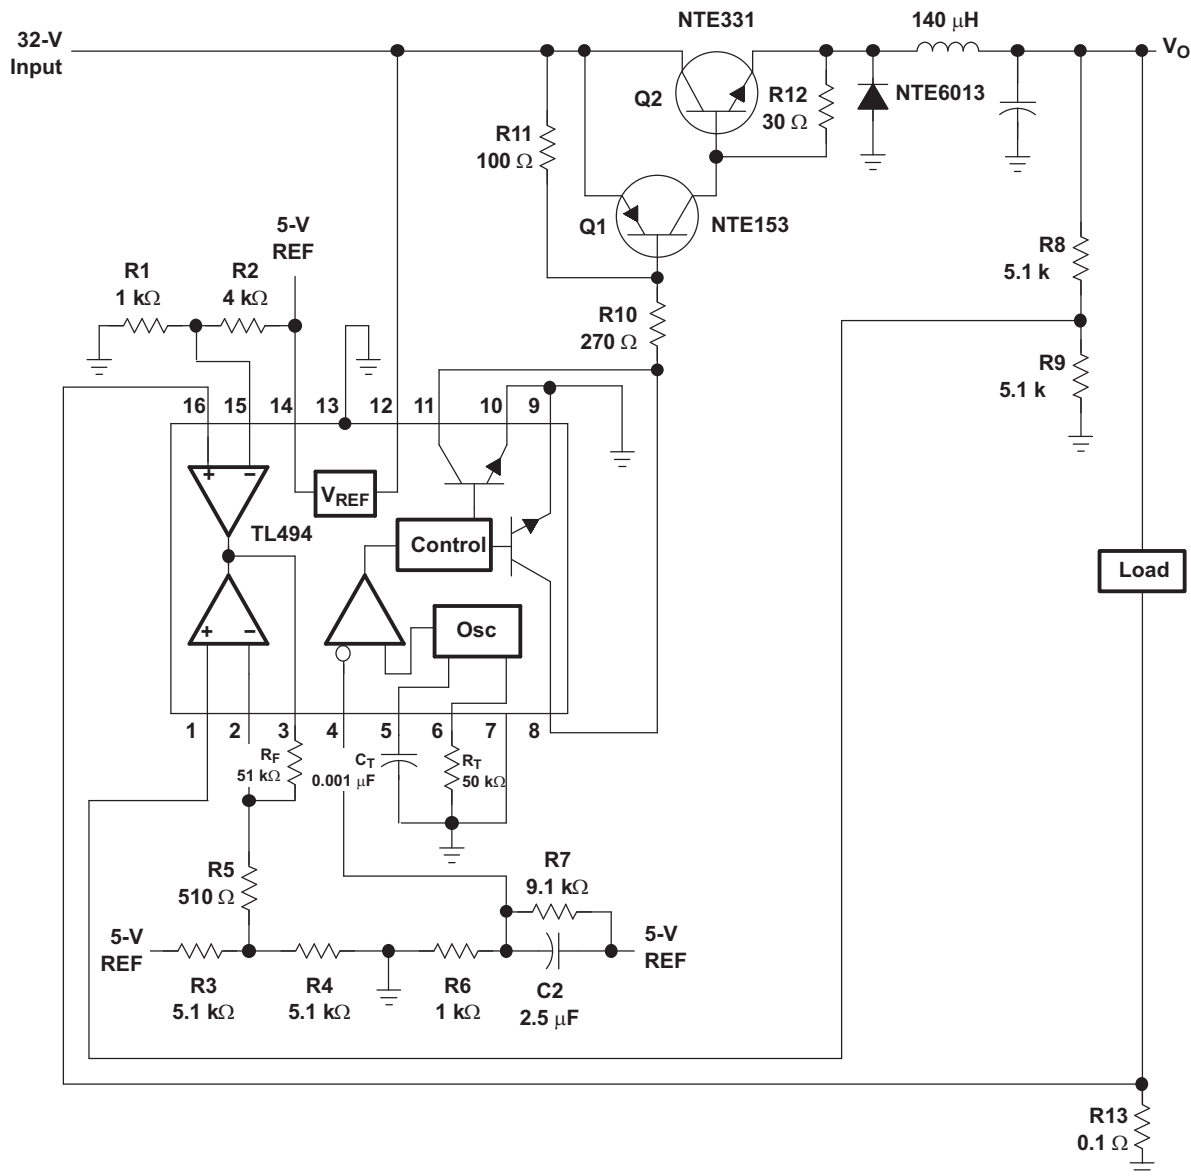 NTE331
140 μH
32-V
Input
VO
Q2
R12
30 Ω
NTE6013
R11
100 Ω
Q1
NTE153
5-V
REF
R1
1 kΩ
R2
4 kΩ
R8
5.1 k
R10
270 Ω
R9
5.1 k
16 15 14 13 12 11 10 9
+ −
VREF
TL494
Control
+ −
Osc
Load
1 2 3 4 5 6 7 8
RF
51 kΩ
CT
0.001 μF
RT
50 kΩ
R5
510 Ω
R7
9.1 kΩ
5-V
REF
5-V
REF
R3
5.1 kΩ
R4
5.1 kΩ
R6
1 kΩ
C2
2.5 μF
R13
0.1 Ω